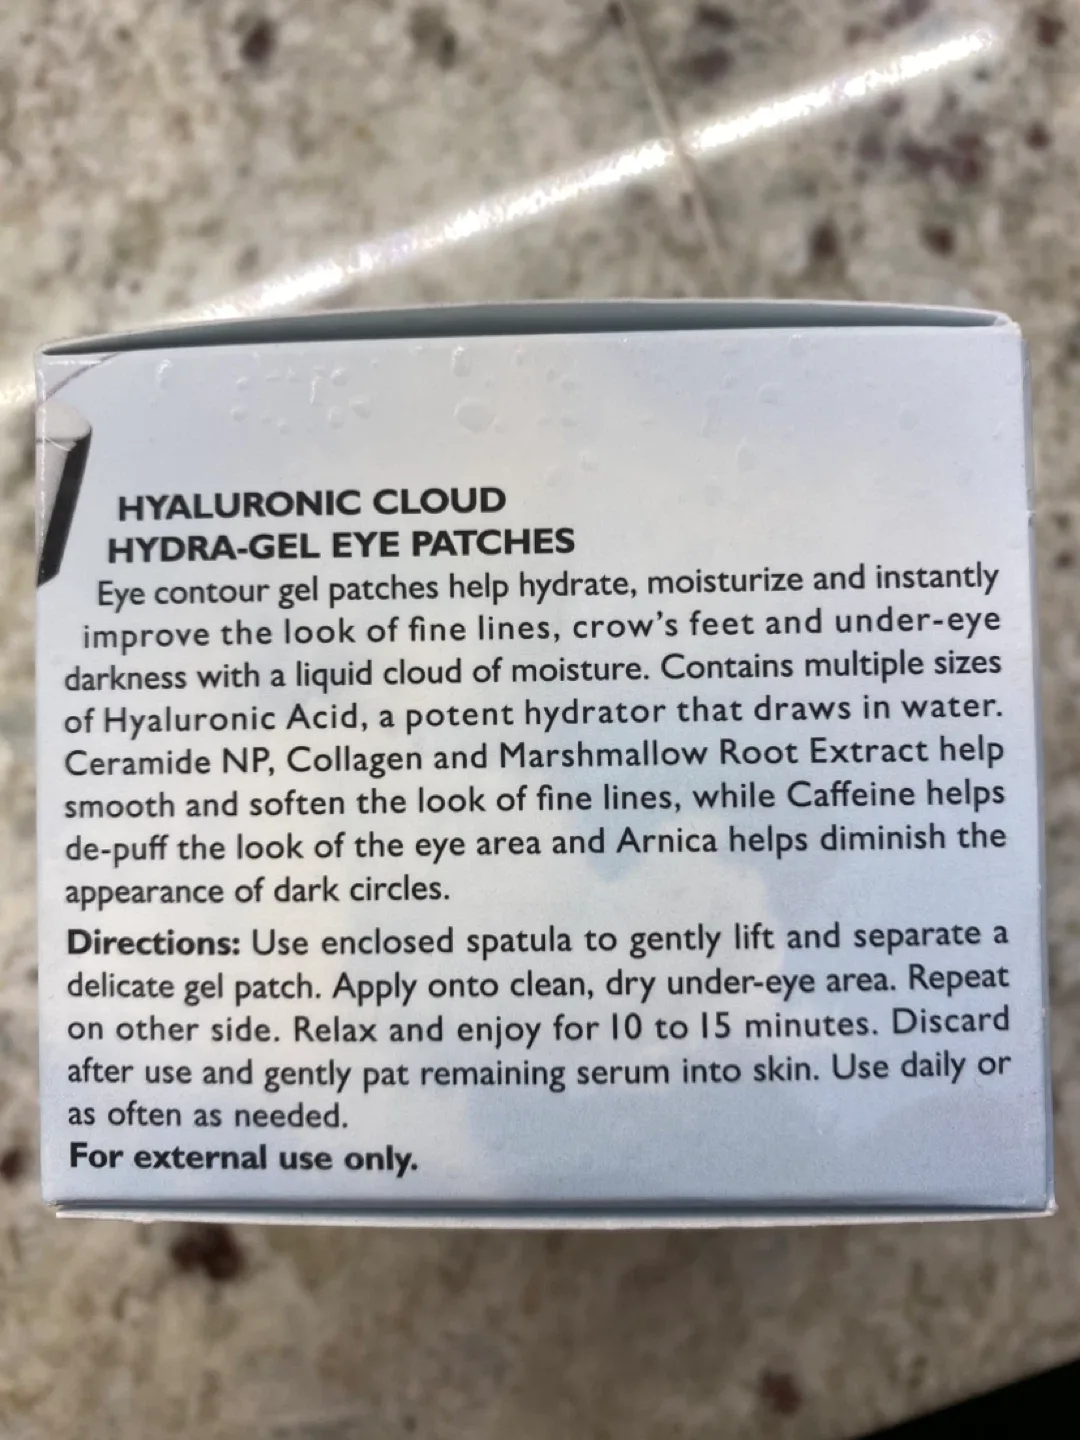 HYALURONIC CLOUD
HYDRA-GEL EYE PATCHES
Eye contour gel patches help hydrate, moisturize and instantly
improve the look of fine lines, crow's feet and under-eye
darkness with a liquid cloud of moisture. Contains multiple sizes
of Hyaluronic Acid, a potent hydrator that draws in water.
Ceramide NP, Collagen and Marshmallow Root Extract help
smooth and soften the look of fine lines, while Caffeine helps
de-puff the look of the eye area and Arnica helps diminish the
appearance of dark circles.
Directions: Use enclosed spatula to gently lift and separate a
delicate gel patch. Apply onto clean, dry under-eye area. Repeat
on other side. Relax and enjoy for 10 to 15 minutes. Discard
after use and gently pat remaining serum into skin. Use daily or
as often as needed.
For external use only.